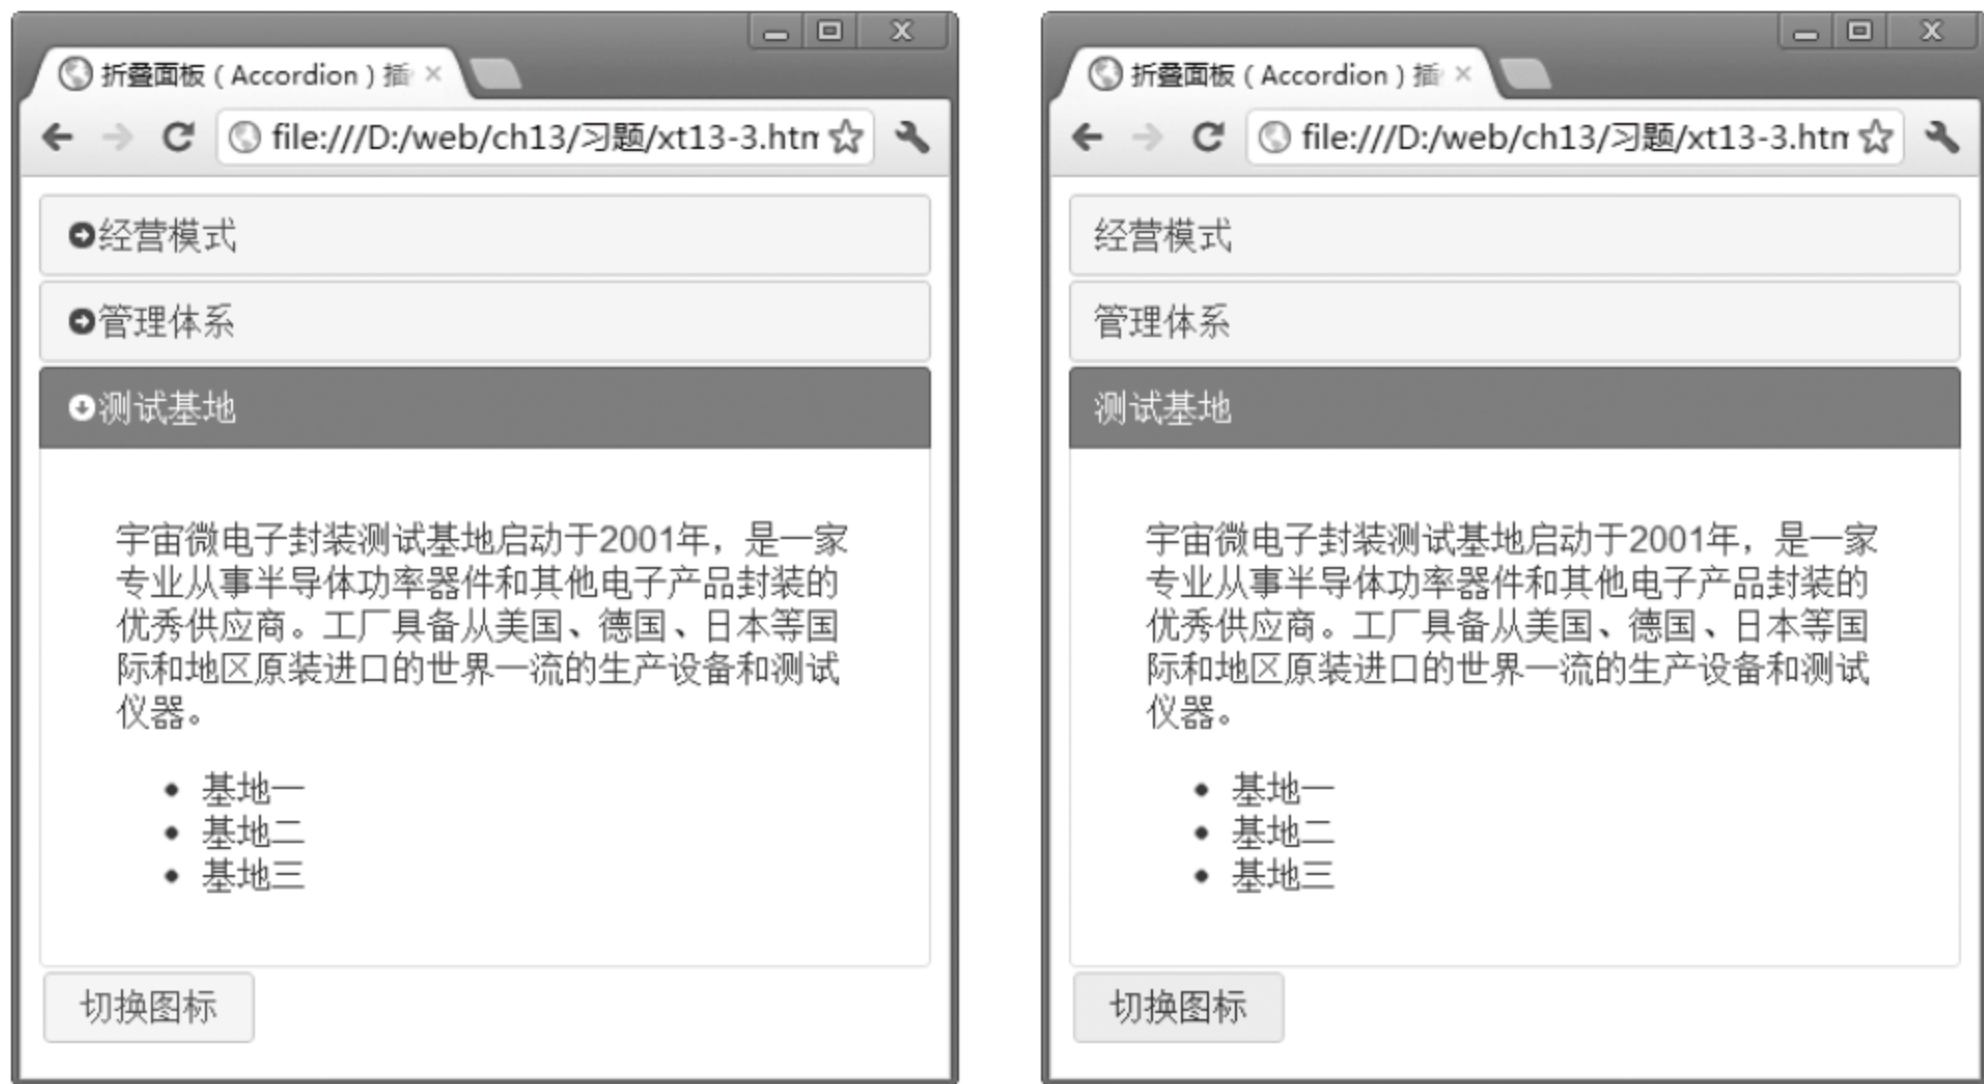 折叠面板（Accordion）插
file:///D:/web/ch13/习题/xt13-3.htm
经营模式
管理体系
测试基地
宇宙微电子封装测试基地启动于2001年，是一家
专业从事半导体功率器件和其他电子产品封装的
优秀供应商。工厂具备从美国、德国、日本等国
际和地区原装进口的世界一流的生产设备和测试
仪器。
基地一
基地二
基地三
切换图标
折叠面板（Accordion）插
file:///D:/web/ch13/习题/xt13-3.htm
经营模式
管理体系
测试基地
宇宙微电子封装测试基地启动于2001年，是一家
专业从事半导体功率器件和其他电子产品封装的
优秀供应商。工厂具备从美国、德国、日本等国
际和地区原装进口的世界一流的生产设备和测试
仪器。
基地一
基地二
基地三
切换图标